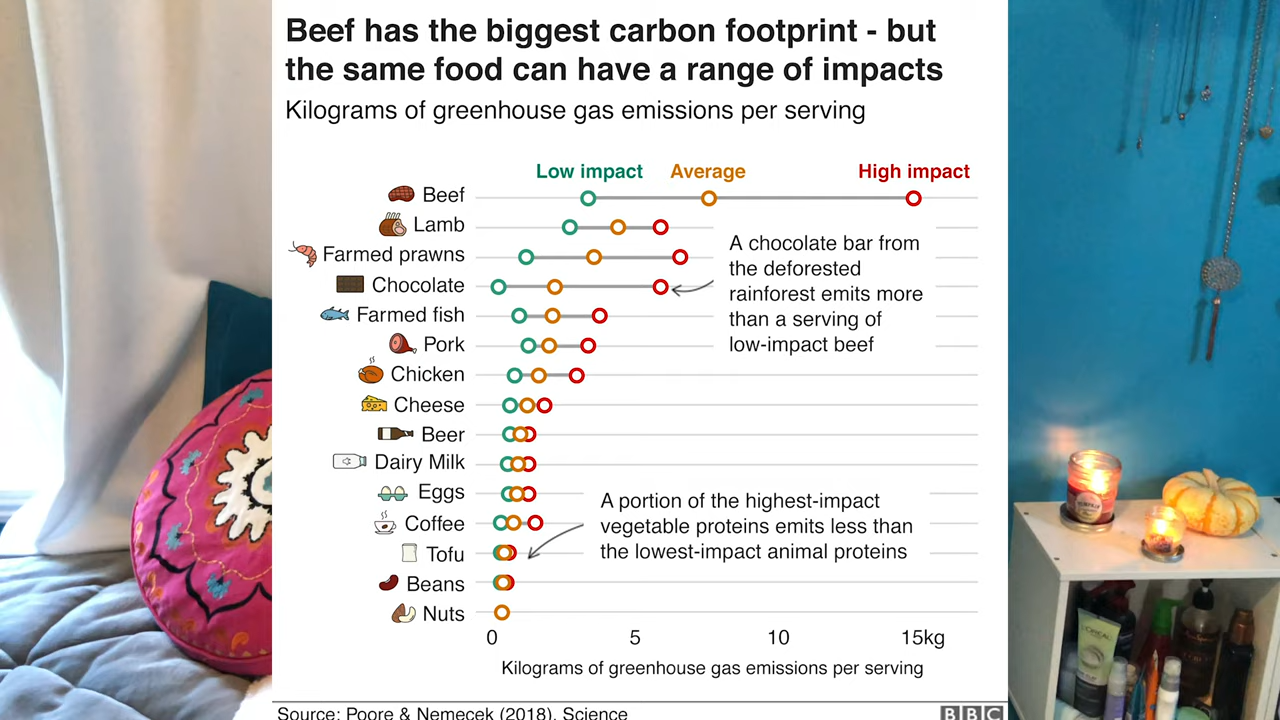 Beef has the biggest carbon footprint - but
the same food can have a range of impacts
Kilograms of greenhouse gas emissions per serving
Low impact Average High impact
Beef
Lamb
Farmed prawns
Chocolate
Farmed fish
Pork
Chicken
Cheese
Beer
Dairy Milk
Eggs
Coffee
Tofu
Beans
Nuts
A chocolate bar from
the deforested
rainforest emits more
than a serving of
low-impact beef
A portion of the highest-impact
vegetable proteins emits less than
the lowest-impact animal proteins
0 5 10 15kg
Kilograms of greenhouse gas emissions per serving
Source: Poore & Nemecek (2018), Science
BBC
L'OREAL